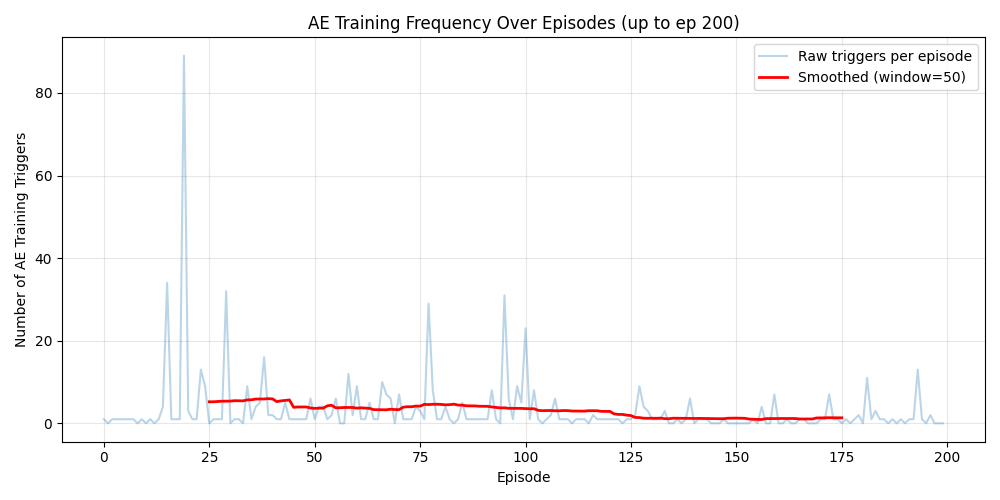 AE Training Frequency Over Episodes (up to ep 200)
Raw triggers per episode
Smoothed (window=50)
Number of AE Training Triggers
80
60
40
20
0
0 25 50 75 100 125 150 175 200
Episode